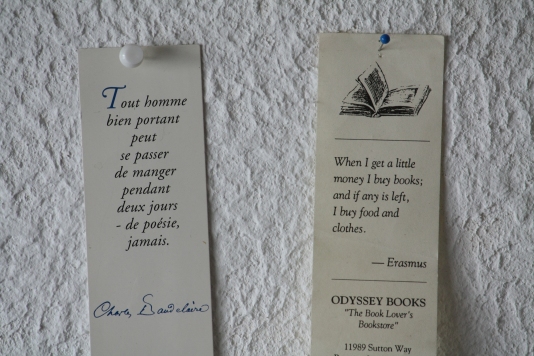 Tout homme
bien portant
peut
se passer
de manger
pendant
deux jours
- de poésie,
jamais.
Charles Baudelaire
When I get a little
money I buy books;
and if any is left,
I buy food and
clothes.
— Erasmus
ODYSSEY BOOKS
"The Book Lover's
Bookstore"
11989 Sutton Way